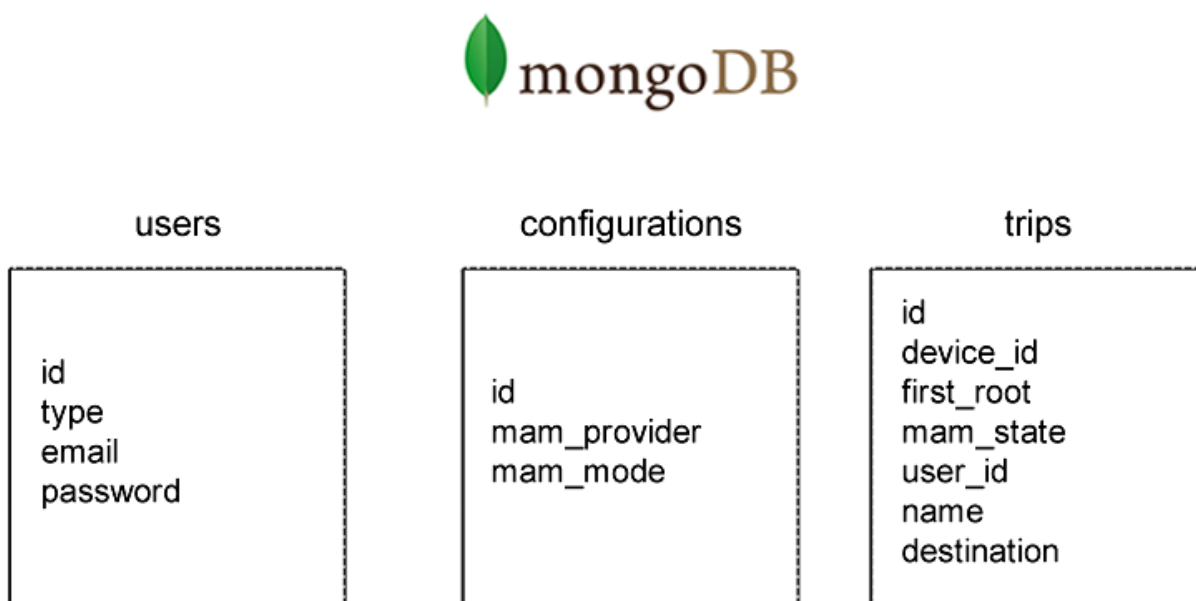 mongoDB
users
id
type
email
password
configurations
id
mam_provider
mam_mode
trips
id
device_id
first_root
mam_state
user_id
name
destination